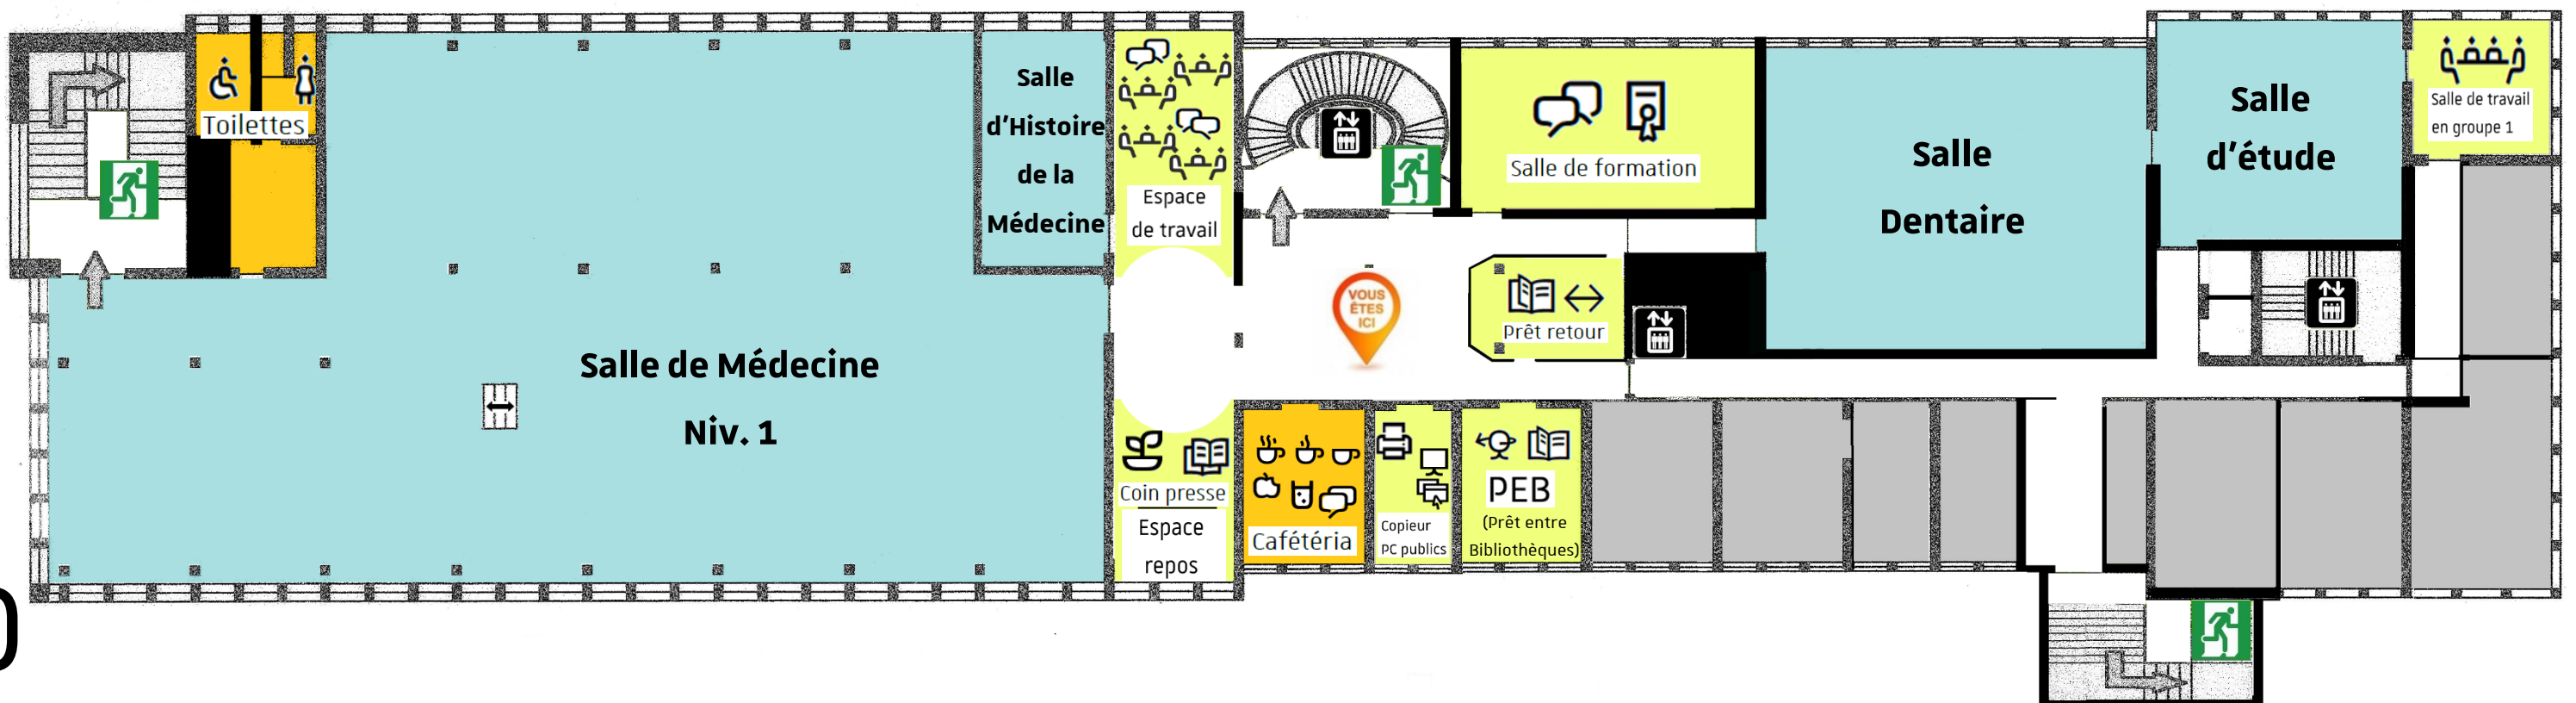 Toilettes
Salle de Médecine
Niv. 1
Salle
d'Histoire
de la
Médecine
Espace
de travail
Coin presse
Espace
repos
VOUS
ÊTES
ICI
Salle de formation
Prêt retour
Cafétéria
Copieur
PC publics
PEB
(Prêt entre
Bibliothèques)
Salle
Dentaire
Salle
d'étude
Salle de travail
en groupe 1